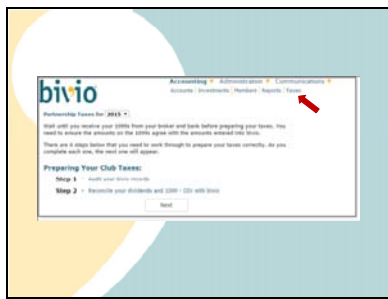 bivio
Accounting Administration Communications
Accounts | Investments | Members | Reports | Taxes
Partnership Taxes for 2015
Wait until you receive your 1099s from your broker and bank before preparing your taxes. You
need to ensure the amounts on the 1099s agree with the amounts entered into bivio.
There are 6 steps below that you need to work through to prepare your taxes correctly. As you
complete each one, the next one will appear.
Preparing Your Club Taxes:
Step 1 - Audit your bivio records
Step 2 - Reconcile your dividends and 1099 - DIV with bivio
Next